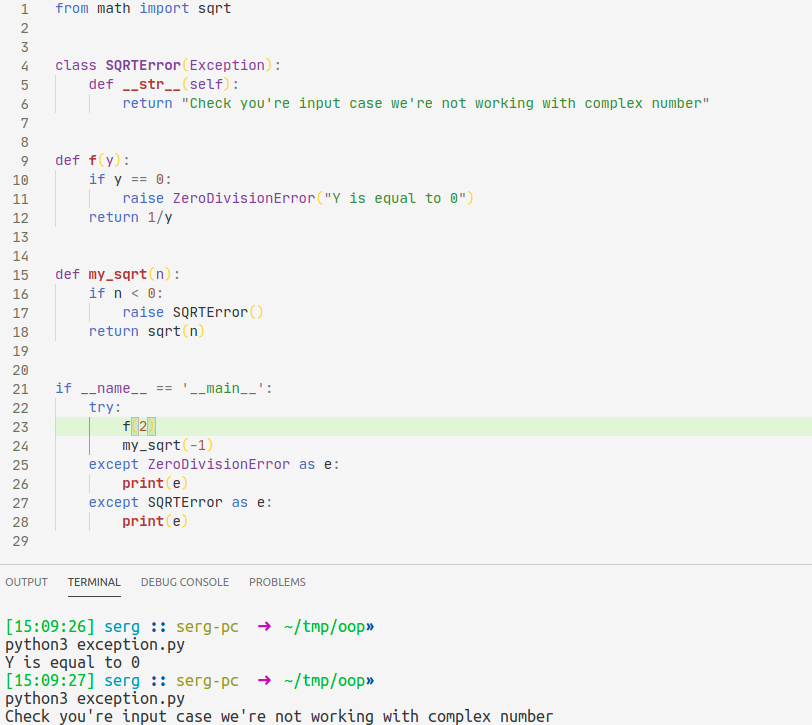 1 from math import sqrt
2
3
4 class SQRTError(Exception):
5     def __str__(self):
6         return "Check you're input case we're not working with complex number"
7
8
9 def f(y):
10     if y == 0:
11         raise ZeroDivisionError("Y is equal to 0")
12     return 1/y
13
14
15 def my_sqrt(n):
16     if n < 0:
17         raise SQRTError()
18     return sqrt(n)
19
20
21 if __name__ == '__main__':
22     try:
23         f(2)
24         my_sqrt(-1)
25     except ZeroDivisionError as e:
26         print(e)
27     except SQRTError as e:
28         print(e)
29
OUTPUT TERMINAL DEBUG CONSOLE PROBLEMS
[15:09:26] serg :: serg-pc ➜ ~/tmp/oop»
python3 exception.py
Y is equal to 0
[15:09:27] serg :: serg-pc ➜ ~/tmp/oop»
python3 exception.py
Check you're input case we're not working with complex number